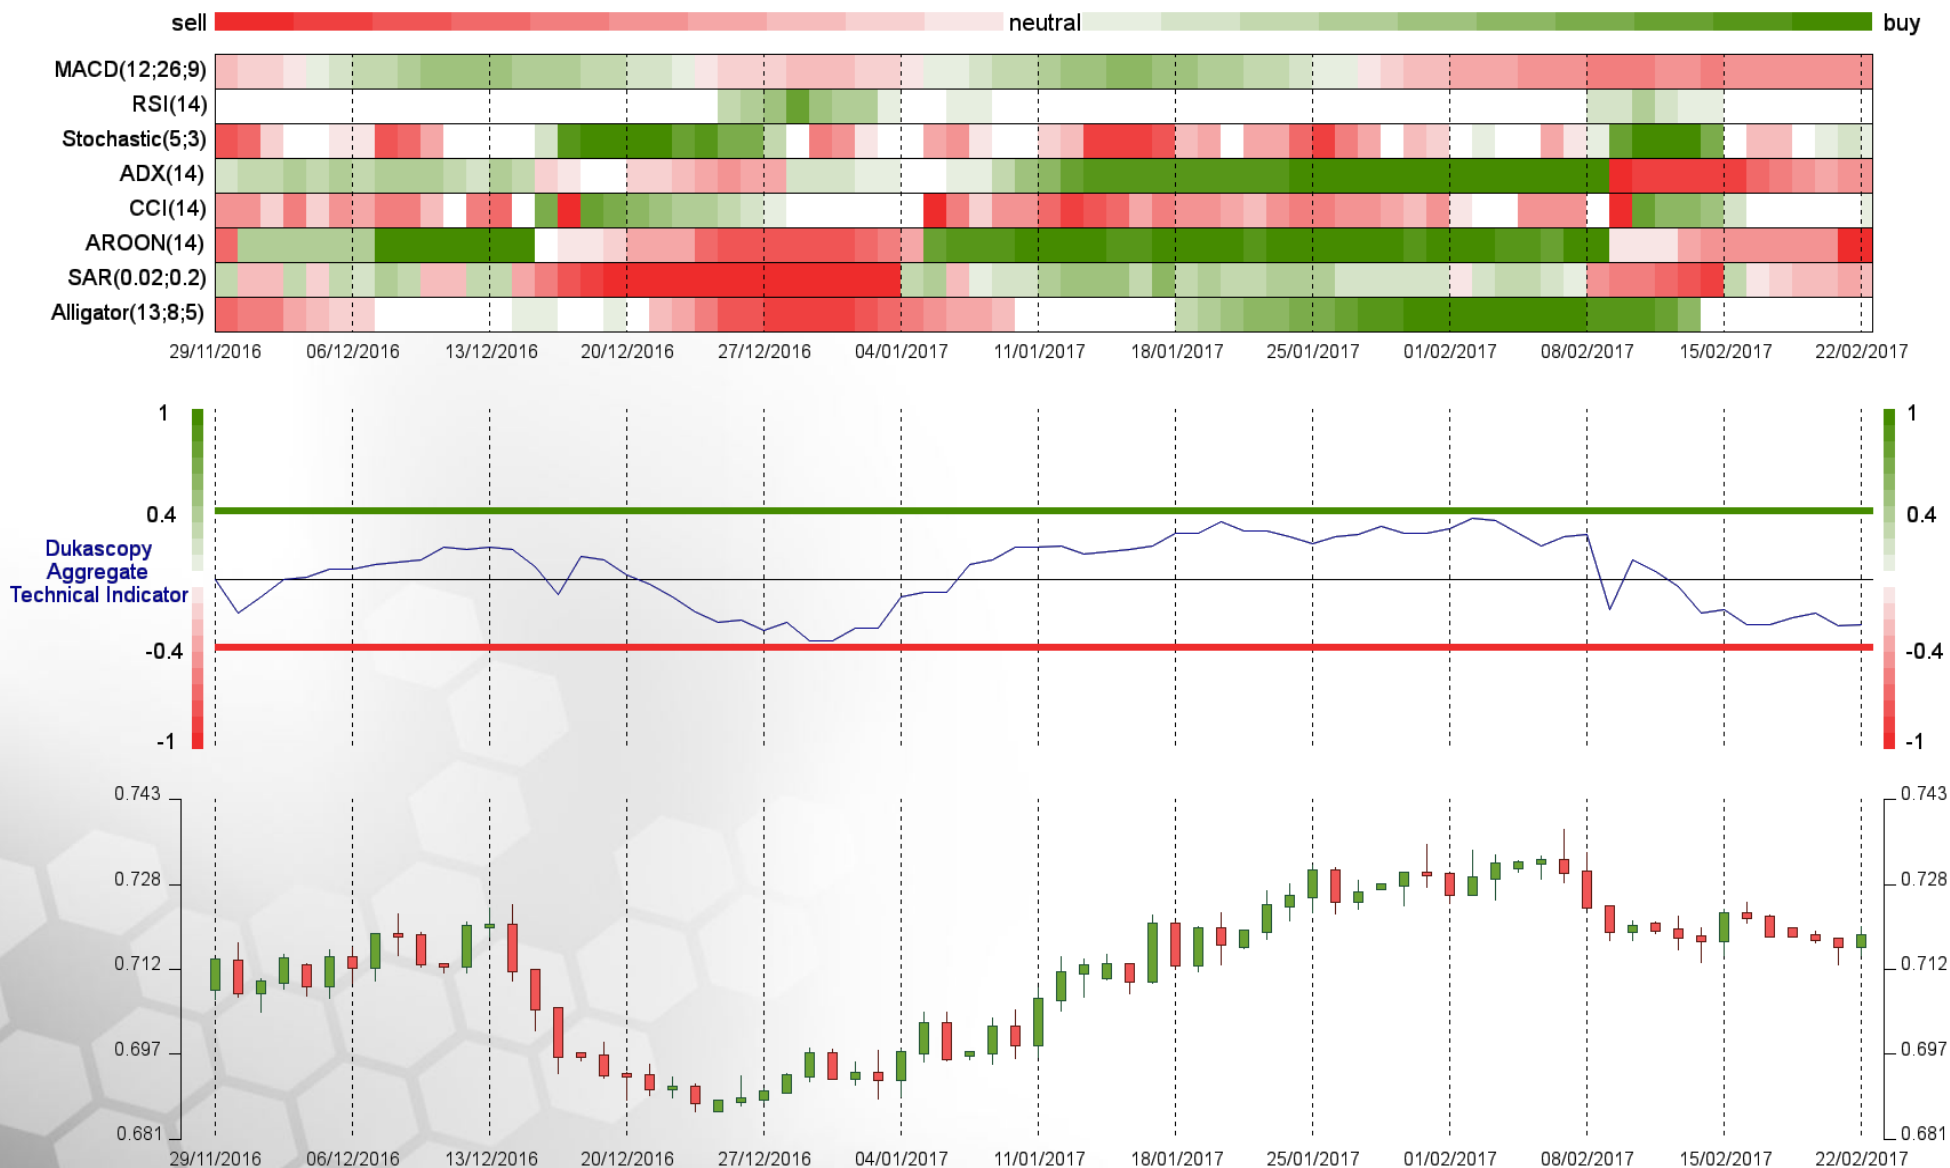 sell neutral buy
MACD(12;26;9)
RSI(14)
Stochastic(5;3)
ADX(14)
CCI(14)
AROON(14)
SAR(0.02;0.2)
Alligator(13;8;5)
29/11/2016 06/12/2016 13/12/2016 20/12/2016 27/12/2016 04/01/2017 11/01/2017 18/01/2017 25/01/2017 01/02/2017 08/02/2017 15/02/2017 22/02/2017
1 1
0.4 0.4
Dukascopy
Aggregate
Technical Indicator
-0.4 -0.4
-1 -1
0.743 0.743
0.728 0.728
0.712 0.712
0.697 0.697
0.681 0.681
29/11/2016 06/12/2016 13/12/2016 20/12/2016 27/12/2016 04/01/2017 11/01/2017 18/01/2017 25/01/2017 01/02/2017 08/02/2017 15/02/2017 22/02/2017